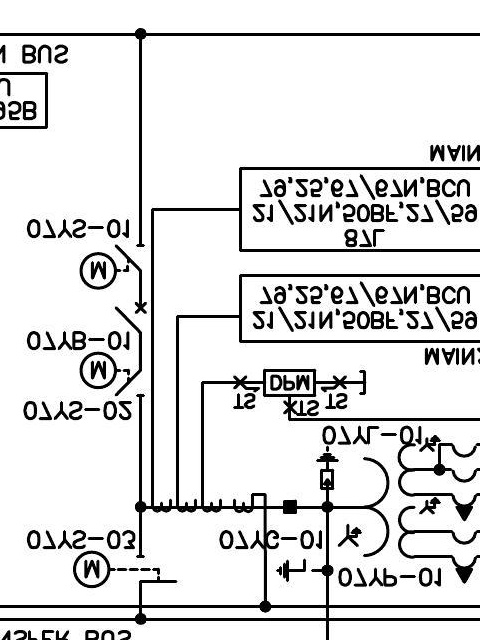 N BUS
U
95B
MAIN
79,25,67/67N,BCU
21/21N,50BF,27/59
87L
07YS-01
M
79,25,67/67N,BCU
21/21N,50BF,27/59
07YB-01
MAIN
M
DPM
TS
TS
TS
07YS-02
07YL-01
07YS-03
07YG-01
M
07YP-01
NSFER BUS